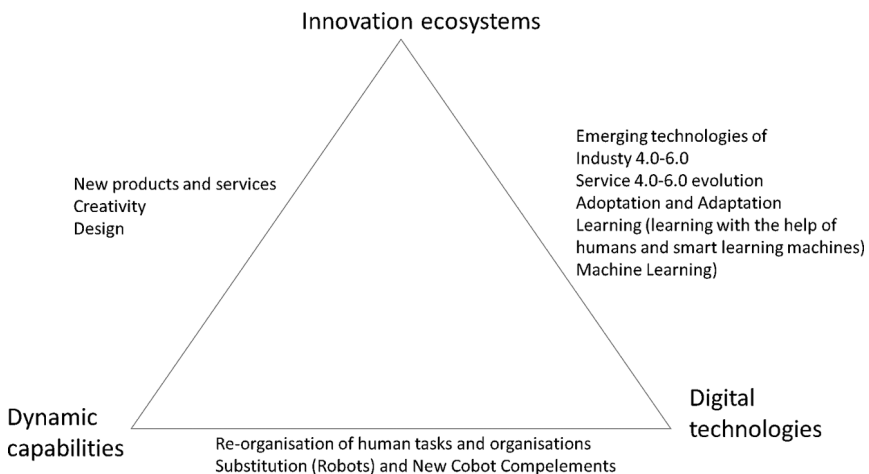 Innovation ecosystems
Emerging technologies of
Industy 4.0-6.0
Service 4.0-6.0 evolution
Adoptation and Adaptation
Learning (learning with the help of
humans and smart learning machines)
Machine Learning)
New products and services
Creativity
Design
Dynamic
capabilities
Digital
technologies
Re-organisation of human tasks and organisations
Substitution (Robots) and New Cobot Compelements